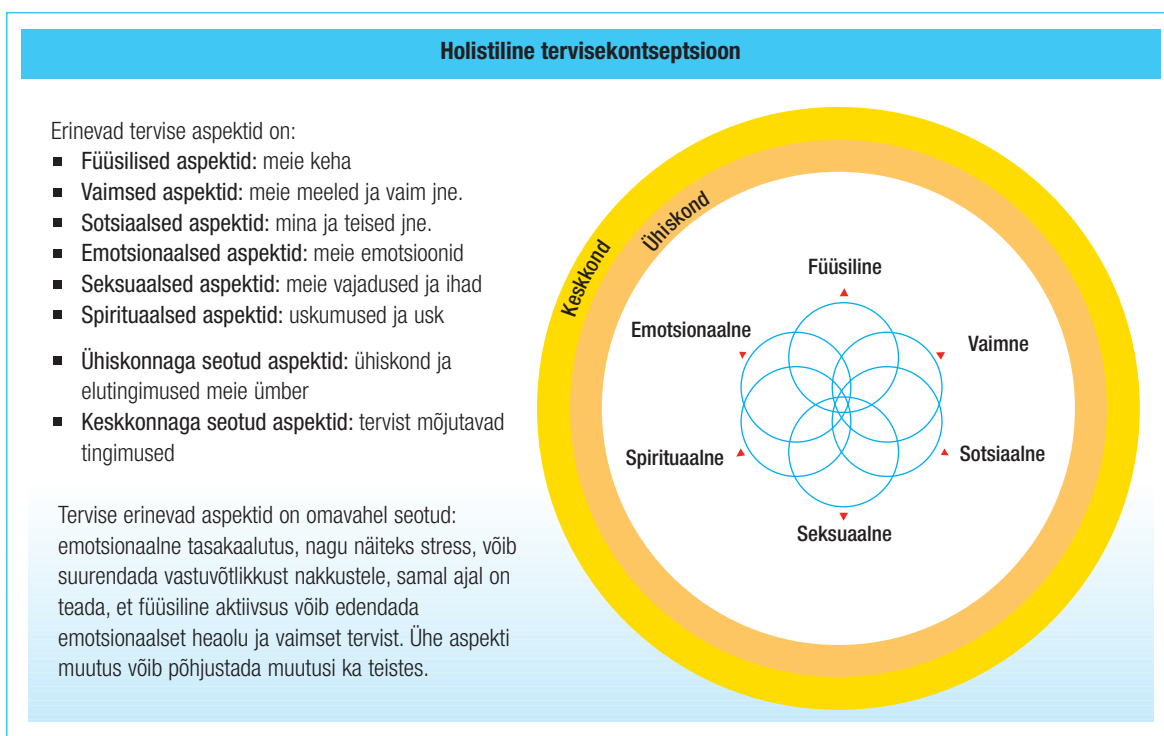 Holistiline tervisekontseptsioon
Erinevad tervise aspektid on:
▪ Füüsilised aspektid: meie keha
▪ Vaimsed aspektid: meie meeled ja vaim jne.
▪ Sotsiaalsed aspektid: mina ja teised jne.
▪ Emotsionaalsed aspektid: meie emotsioonid
▪ Seksuaalsed aspektid: meie vajadused ja ihad
▪ Spirituaalsed aspektid: uskumused ja usk
▪ Ühiskonnaga seotud aspektid: ühiskond ja
elutingimused meie ümber
▪ Keskkonnaga seotud aspektid: tervist mõjutavad
tingimused
Tervise erinevad aspektid on omavahel seotud:
emotsionaalne tasakaalutus, nagu näiteks stress, võib
suurendada vastuvõtlikkust nakkustele, samal ajal on
teada, et füüsiline aktiivsus võib edendada
emotsionaalset heaolu ja vaimset tervist. Ühe aspekti
muutus võib põhjustada muutusi ka teistes.
Keskkond
Ühiskond
Füüsiline
Emotsionaalne
Vaimne
Spirituaalne
Sotsiaalne
Seksuaalne